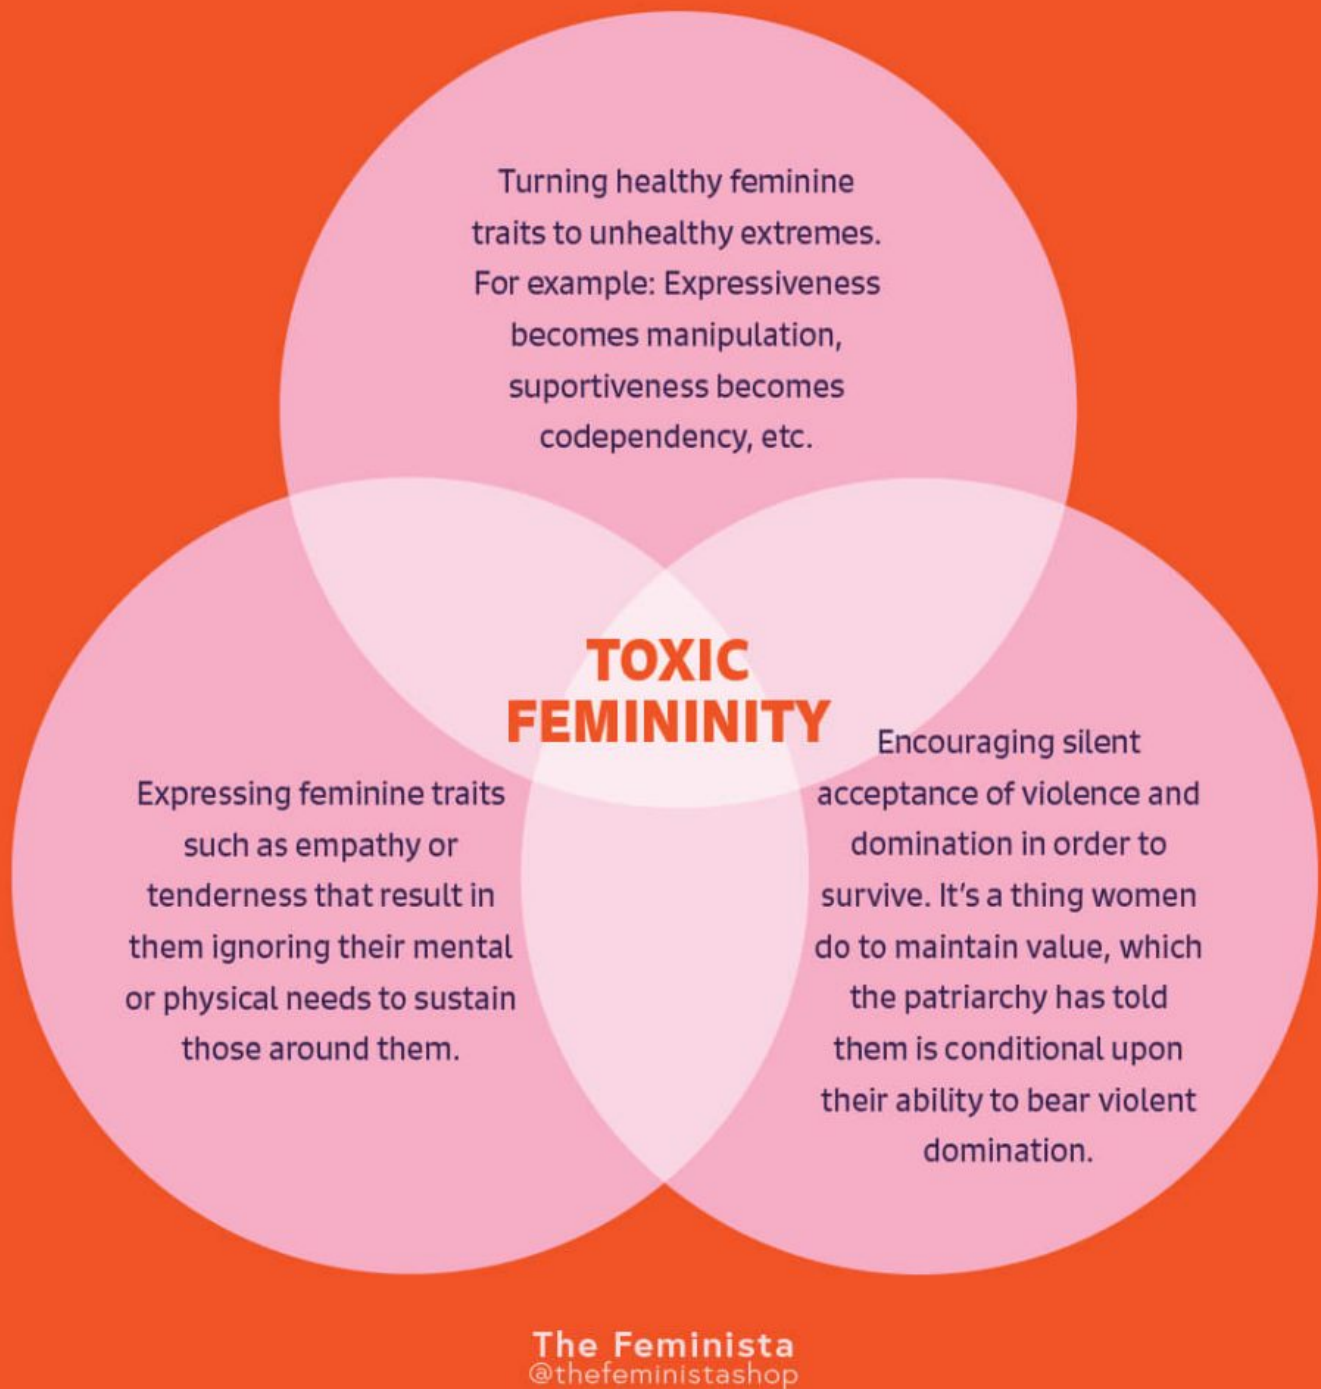 Turning healthy feminine
traits to unhealthy extremes.
For example: Expressiveness
becomes manipulation,
suportiveness becomes
codependency, etc.
TOXIC
FEMININITY
Expressing feminine traits
such as empathy or
tenderness that result in
them ignoring their mental
or physical needs to sustain
those around them.
Encouraging silent
acceptance of violence and
domination in order to
survive. It's a thing women
do to maintain value, which
the patriarchy has told
them is conditional upon
their ability to bear violent
domination.
The Feminista
@thefeministashop